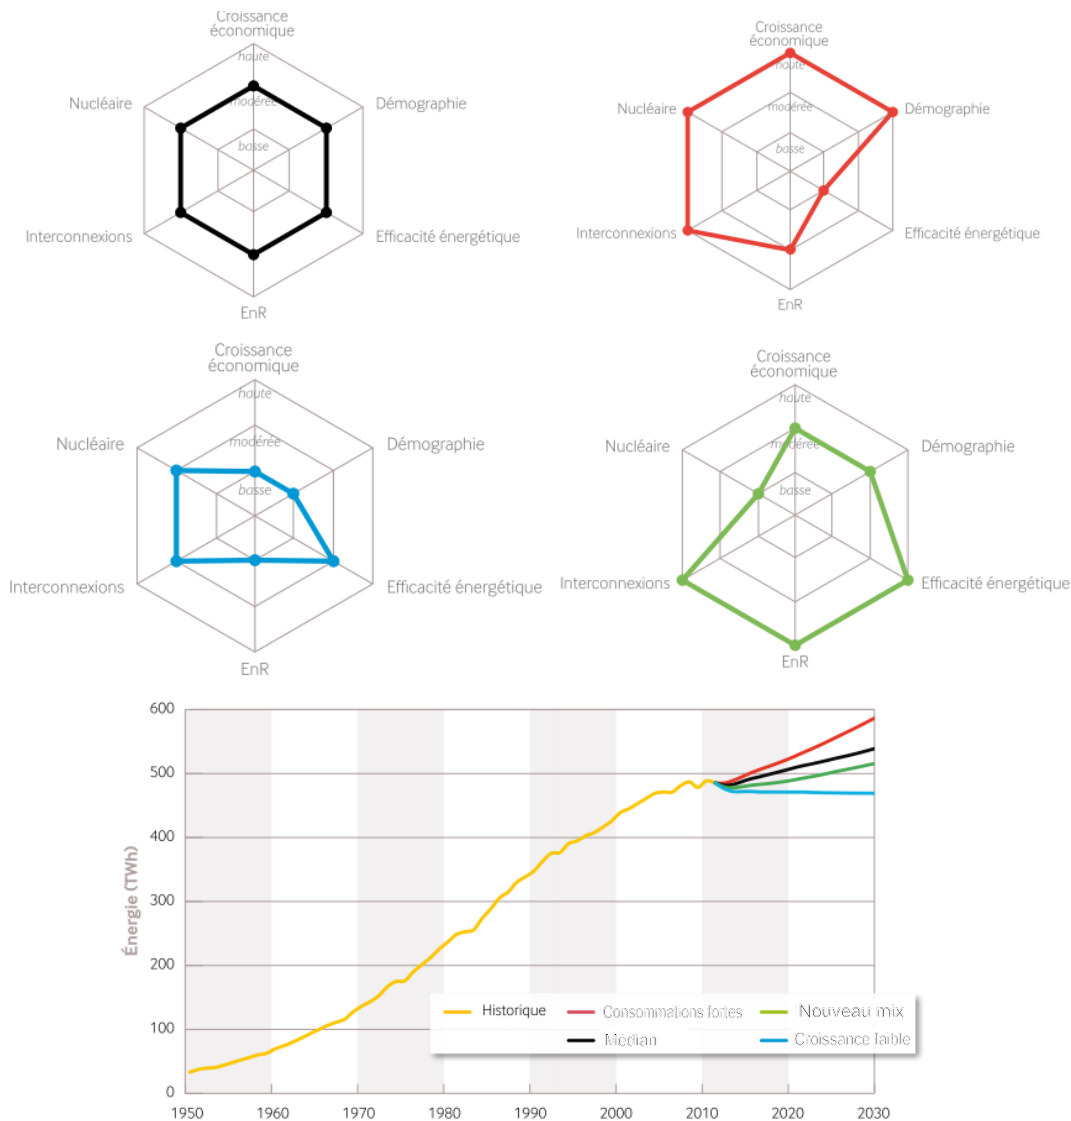 Croissance
économique
haute
Nucléaire
modérée
Démographie
basse
Interconnexions
Efficacité énergétique
EnR
Croissance
économique
haute
Nucléaire
modérée
Démographie
basse
Interconnexions
Efficacité énergétique
EnR
Croissance
économique
haute
Nucléaire
modérée
Démographie
basse
Interconnexions
Efficacité énergétique
EnR
Croissance
économique
haute
Nucléaire
modérée
Démographie
basse
Interconnexions
Efficacité énergétique
EnR
Énergie (TWh)
600
500
400
300
200
100
0
Historique
Consommations fortes
Nouveau mix
Médian
Croissance faible
1950 1960 1970 1980 1990 2000 2010 2020 2030